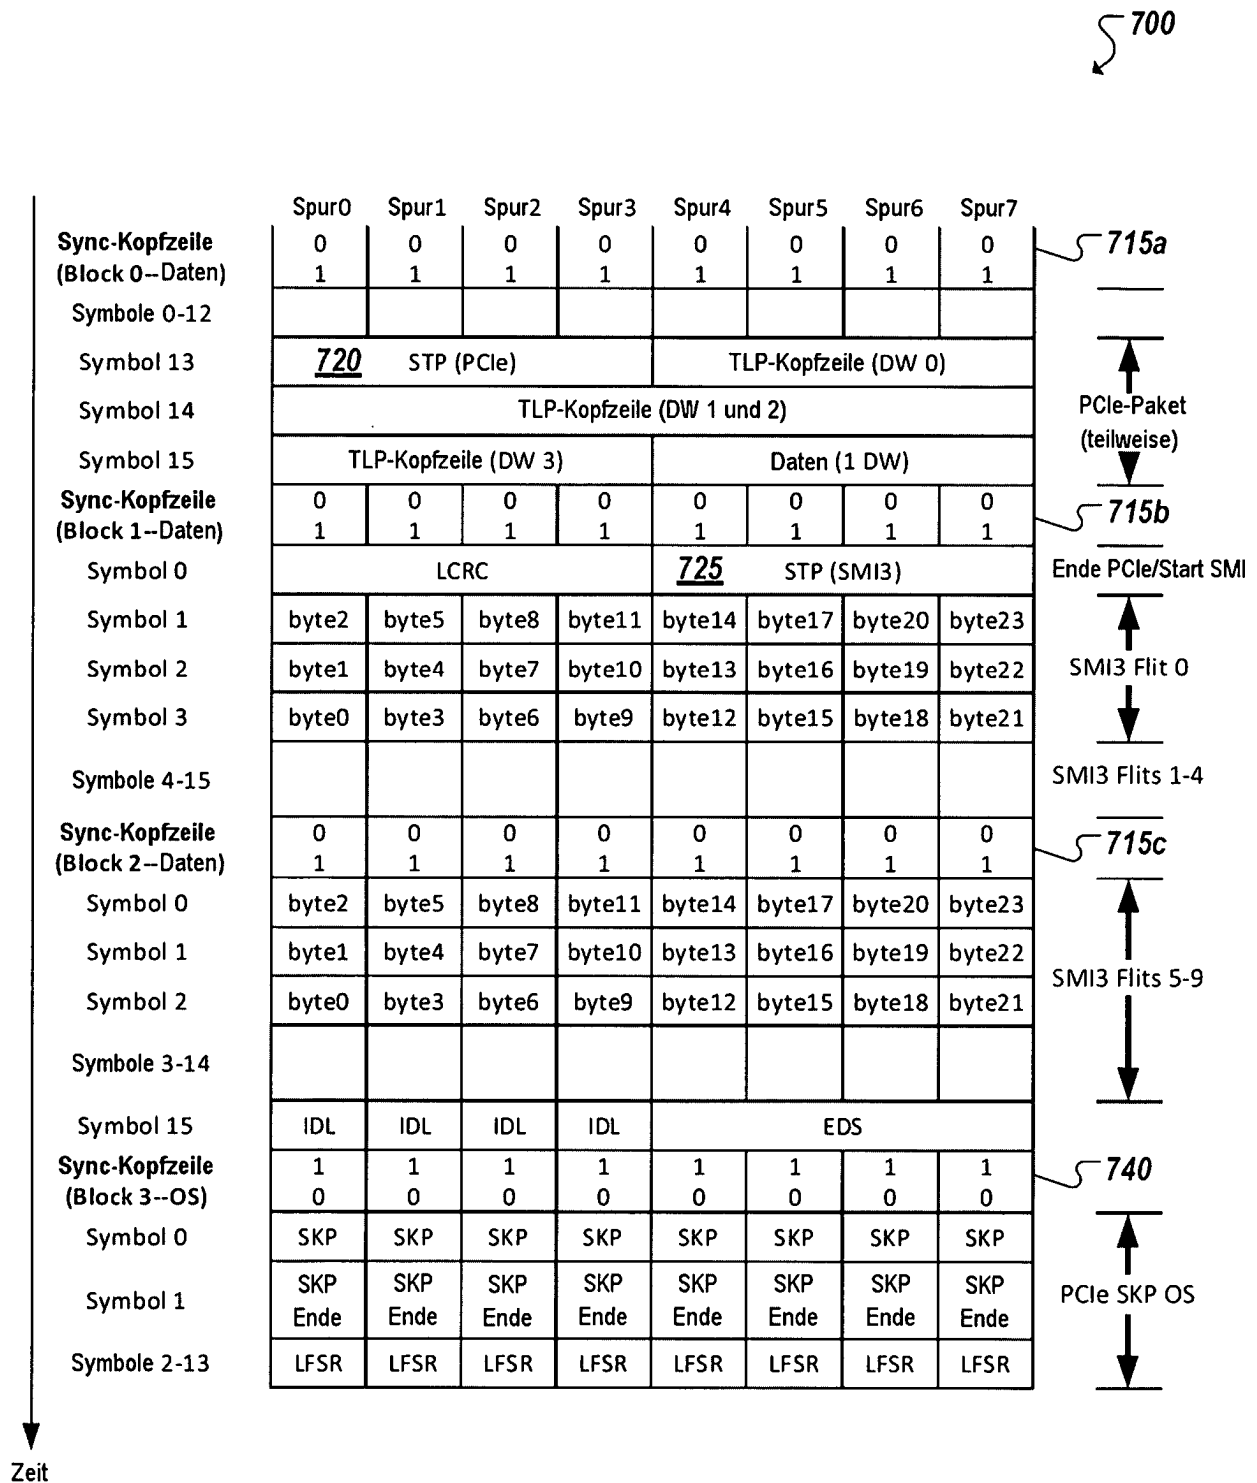 700
Spur0 Spur1 Spur2 Spur3 Spur4 Spur5 Spur6 Spur7
Sync-Kopfzeile 0 0 0 0 0 0 0 0 715a
(Block 0--Daten) 1 1 1 1 1 1 1 1
Symbole 0-12
Symbol 13 720 STP (PCIe) TLP-Kopfzeile (DW 0)
Symbol 14 TLP-Kopfzeile (DW 1 und 2) PCIe-Paket
(teilweise)
Symbol 15 TLP-Kopfzeile (DW 3) Daten (1 DW)
Sync-Kopfzeile 0 0 0 0 0 0 0 0 715b
(Block 1--Daten) 1 1 1 1 1 1 1 1
Symbol 0 LCRC 725 STP (SMI3) Ende PCIe/Start SMI
Symbol 1 byte2 byte5 byte8 byte11 byte14 byte17 byte20 byte23
Symbol 2 byte1 byte4 byte7 byte10 byte13 byte16 byte19 byte22 SMI3 Flit 0
Symbol 3 byte0 byte3 byte6 byte9 byte12 byte15 byte18 byte21
Symbole 4-15 SMI3 Flits 1-4
Sync-Kopfzeile 0 0 0 0 0 0 0 0 715c
(Block 2--Daten) 1 1 1 1 1 1 1 1
Symbol 0 byte2 byte5 byte8 byte11 byte14 byte17 byte20 byte23
Symbol 1 byte1 byte4 byte7 byte10 byte13 byte16 byte19 byte22
SMI3 Flits 5-9
Symbol 2 byte0 byte3 byte6 byte9 byte12 byte15 byte18 byte21
Symbole 3-14
Symbol 15 IDL IDL IDL IDL EDS
Sync-Kopfzeile 1 1 1 1 1 1 1 1 740
(Block 3--OS) 0 0 0 0 0 0 0 0
Symbol 0 SKP SKP SKP SKP SKP SKP SKP SKP
Symbol 1 SKP SKP SKP SKP SKP SKP SKP SKP PCIe SKP OS
Ende Ende Ende Ende Ende Ende Ende Ende
Symbole 2-13 LFSR LFSR LFSR LFSR LFSR LFSR LFSR LFSR
Zeit